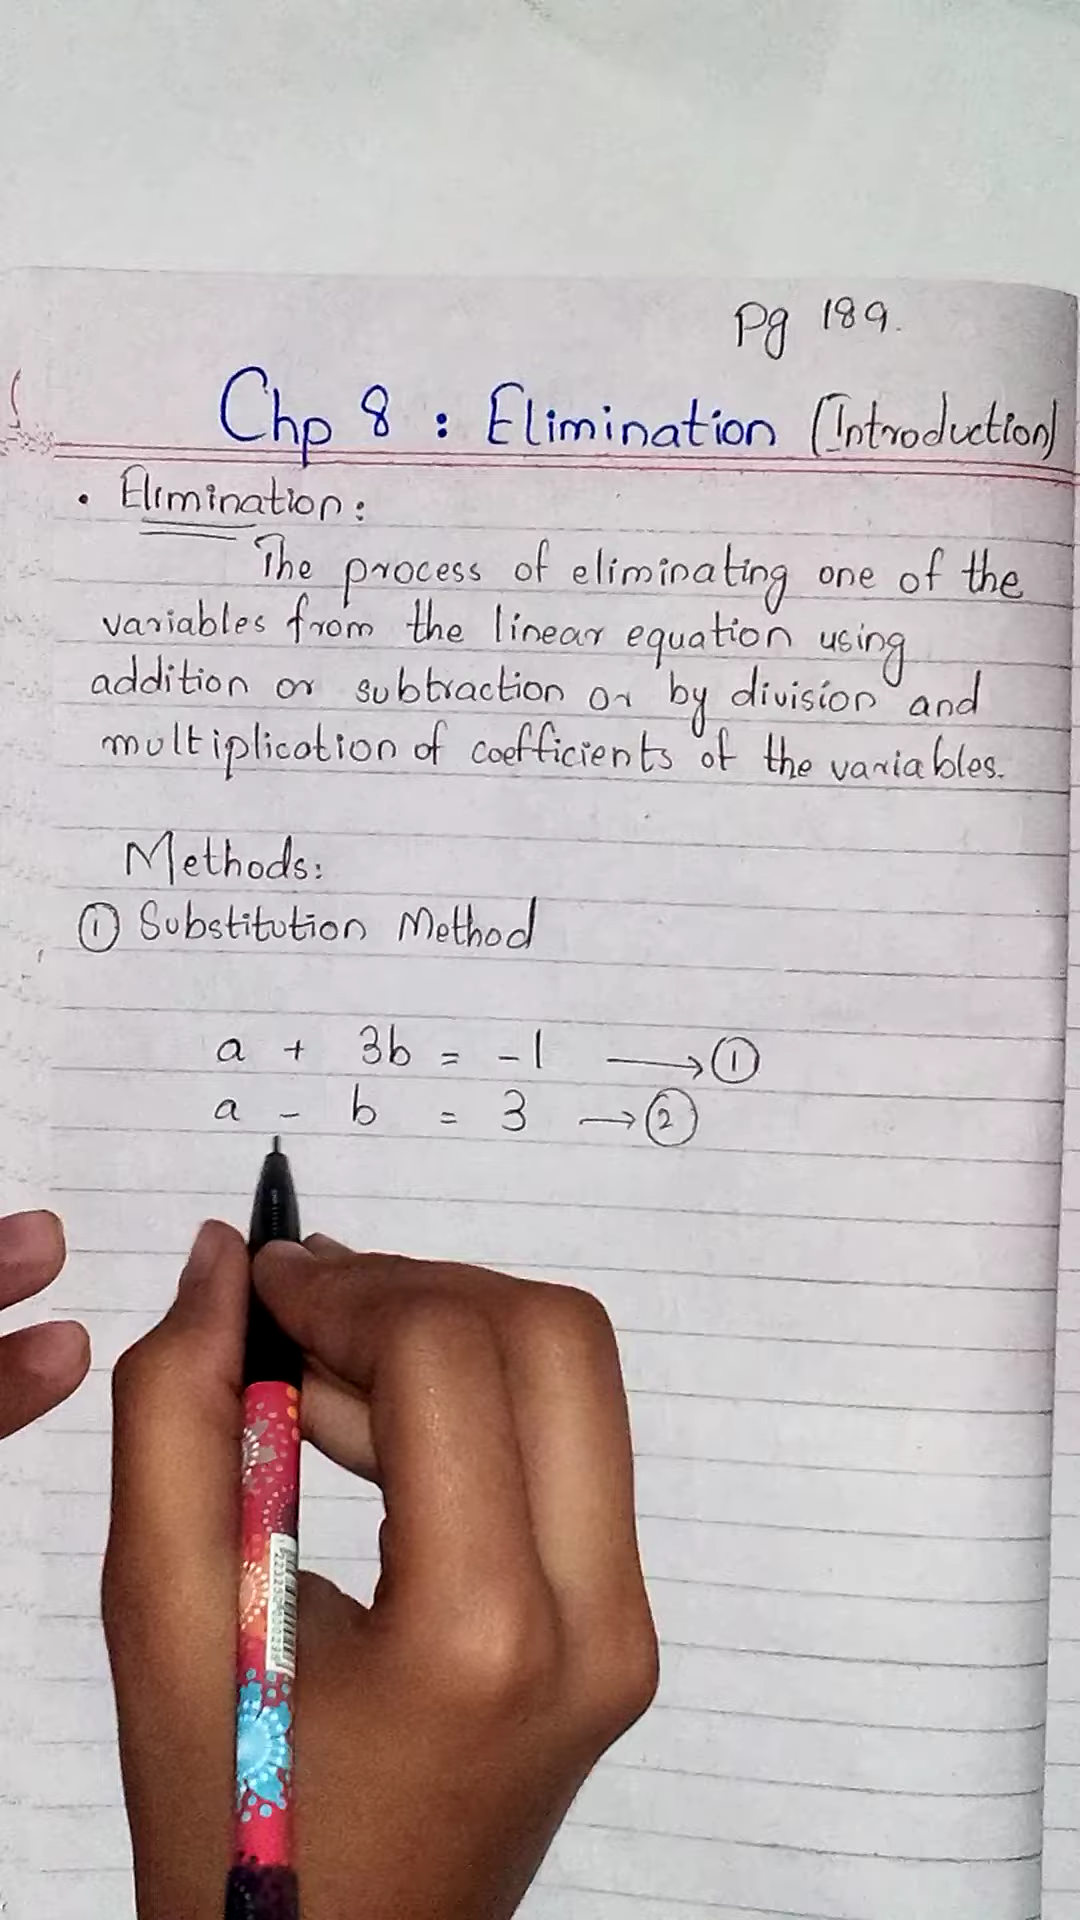 Pg 189.
Chp 8 : Elimination (Introduction)
• Elimination:
The process of eliminating one of the
variables from the linear equation using
addition or subtraction or by division and
multiplication of coefficients of the variables.
Methods:
① Substitution Method
a + 3b = -1 ⟶ ①
a - b = 3 → ②